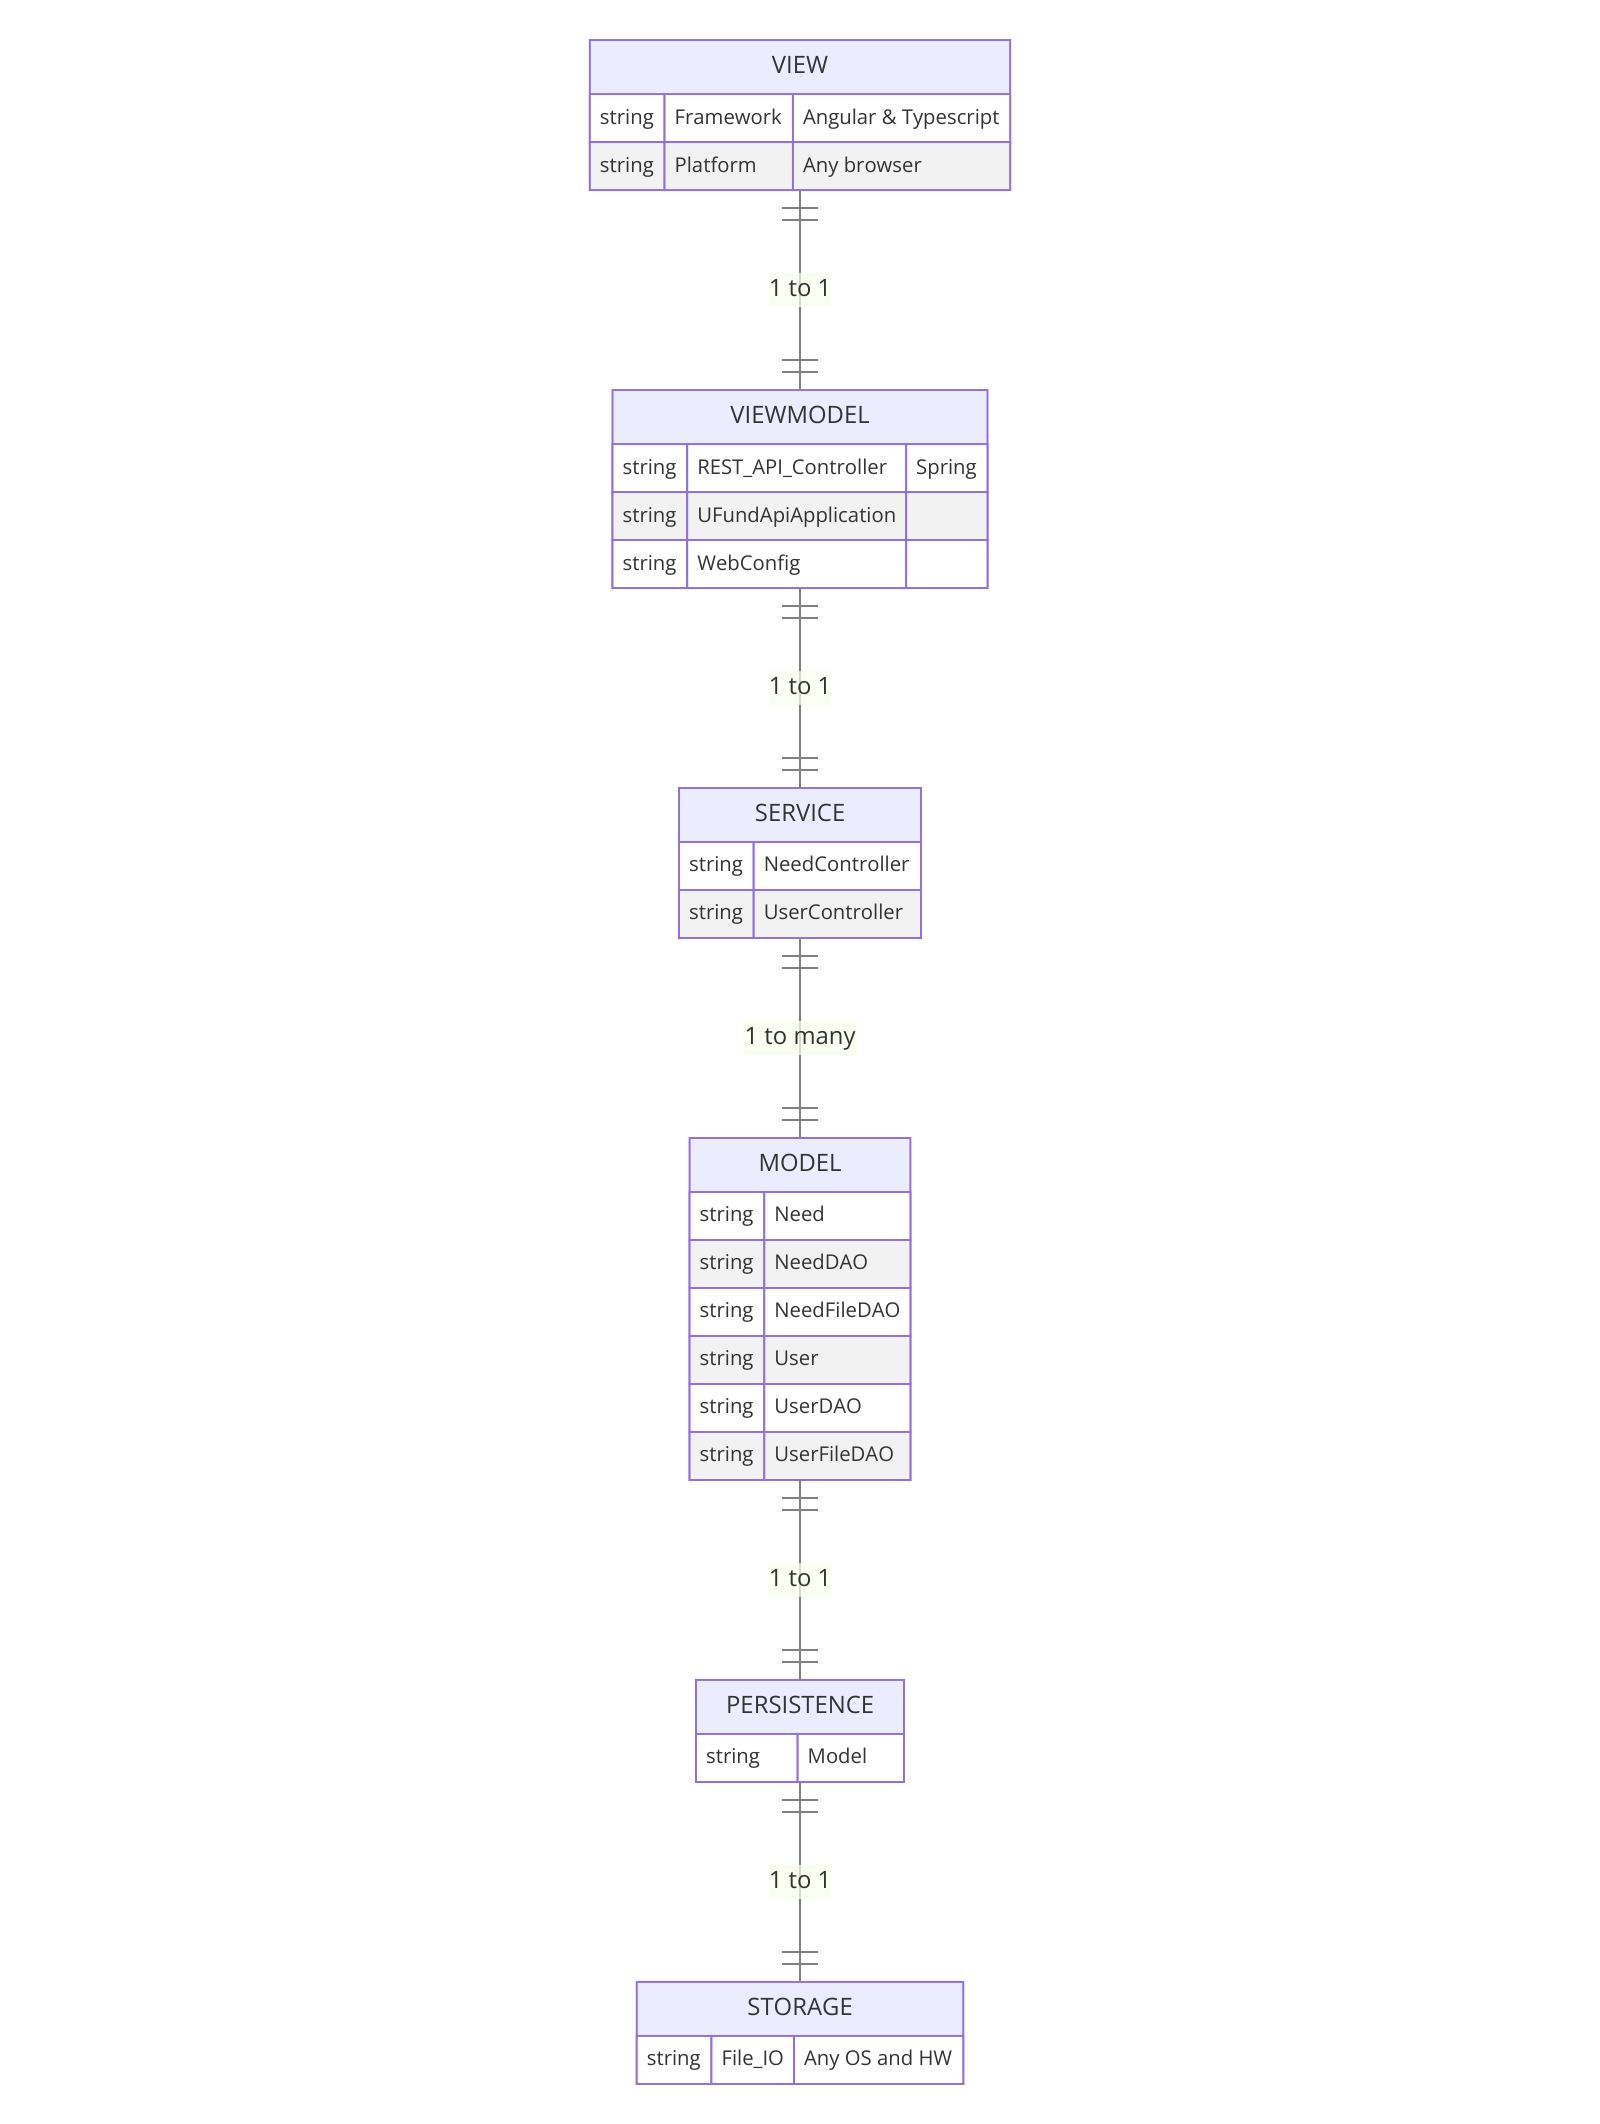 VIEW
string Framework Angular & Typescript
string Platform Any browser
1 to 1
VIEWMODEL
string REST_API_Controller Spring
string UFundApiApplication
string WebConfig
1 to 1
SERVICE
string NeedController
string UserController
1 to many
MODEL
string Need
string NeedDAO
string NeedFileDAO
string User
string UserDAO
string UserFileDAO
1 to 1
PERSISTENCE
string Model
1 to 1
STORAGE
string File_IO Any OS and HW